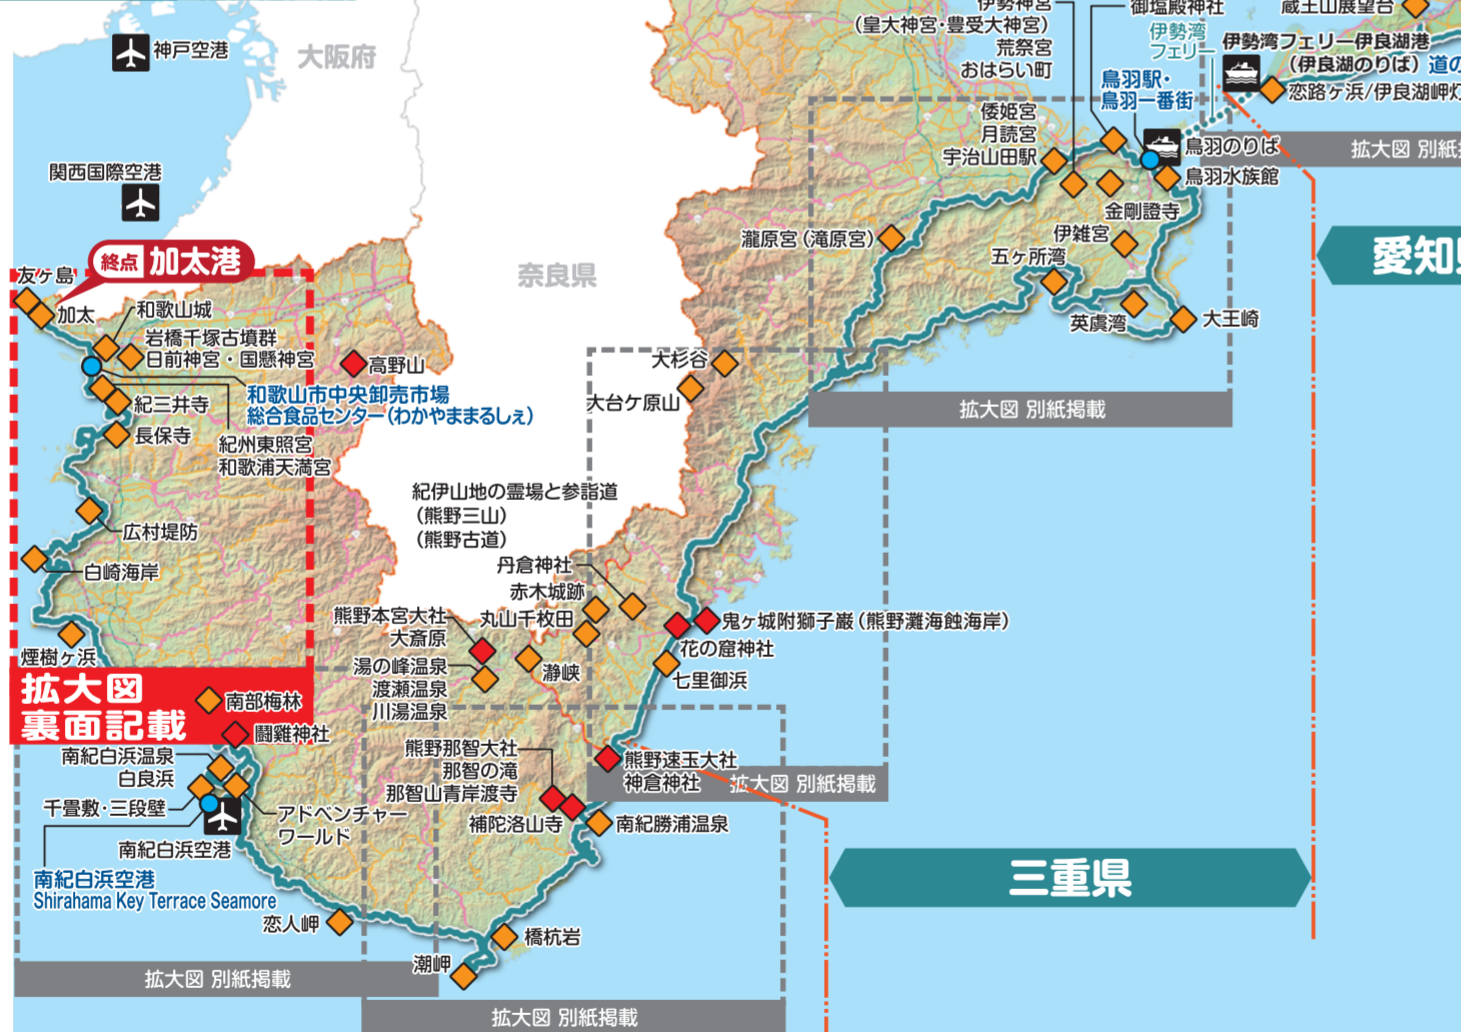 神戸空港
大阪府
伊勢神宮
(皇大神宮・豊受大神宮)
荒祭宮
おはらい町
御塩殿神社
伊勢湾
フェリー
蔵王山展望台
伊勢湾フェリー伊良湖港
(伊良湖のりば)
道の
恋路ヶ浜/伊良湖岬灯
鳥羽駅・
鳥羽一番街
関西国際空港
倭姫宮
月読宮
宇治山田駅
鳥羽のりば
拡大図 別紙掲
鳥羽水族館
金剛證寺
瀧原宮(滝原宮)
伊雑宮
五ヶ所湾
愛知県
奈良県
終点 加太港
友ヶ島
加太
和歌山城
岩橋千塚古墳群
日前神宮・国懸神宮
高野山
英虞湾
大王崎
大杉谷
大台ケ原山
和歌山市中央卸売市場
総合食品センター(わかやままるしぇ)
紀三井寺
長保寺
紀州東照宮
和歌浦天満宮
拡大図 別紙掲載
紀伊山地の霊場と参詣道
(熊野三山)
(熊野古道)
広村堤防
白崎海岸
丹倉神社
赤木城跡
丸山千枚田
熊野本宮大社
大斎原
鬼ヶ城附獅子巌(熊野灘海蝕海岸)
花の窟神社
七里御浜
瀞峡
湯の峰温泉
渡瀬温泉
川湯温泉
煙樹ヶ浜
拡大図
裏面記載
南部梅林
闘雞神社
南紀白浜温泉
白良浜
千畳敷・三段壁
アドベンチャー
ワールド
南紀白浜空港
南紀白浜空港
Shirahama Key Terrace Seamore
熊野那智大社
那智の滝
那智山青岸渡寺
補陀洛山寺
熊野速玉大社
神倉神社
拡大図 別紙掲載
南紀勝浦温泉
三重県
恋人岬
橋杭岩
潮岬
拡大図 別紙掲載
拡大図 別紙掲載